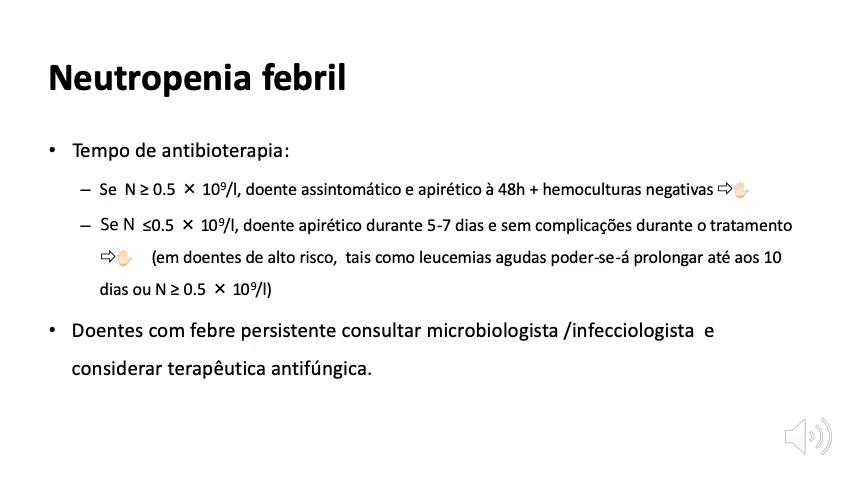 Neutropenia febril
• Tempo de antibioterapia:
– Se N ≥ 0.5 × 10⁹/l, doente assintomático e apirético à 48h + hemoculturas negativas ⇨✋🏻
– Se N ≤0.5 × 10⁹/l, doente apirético durante 5-7 dias e sem complicações durante o tratamento
⇨✋🏻 (em doentes de alto risco, tais como leucemias agudas poder-se-á prolongar até aos 10
dias ou N ≥ 0.5 × 10⁹/l)
• Doentes com febre persistente consultar microbiologista /infecciologista e
considerar terapêutica antifúngica.